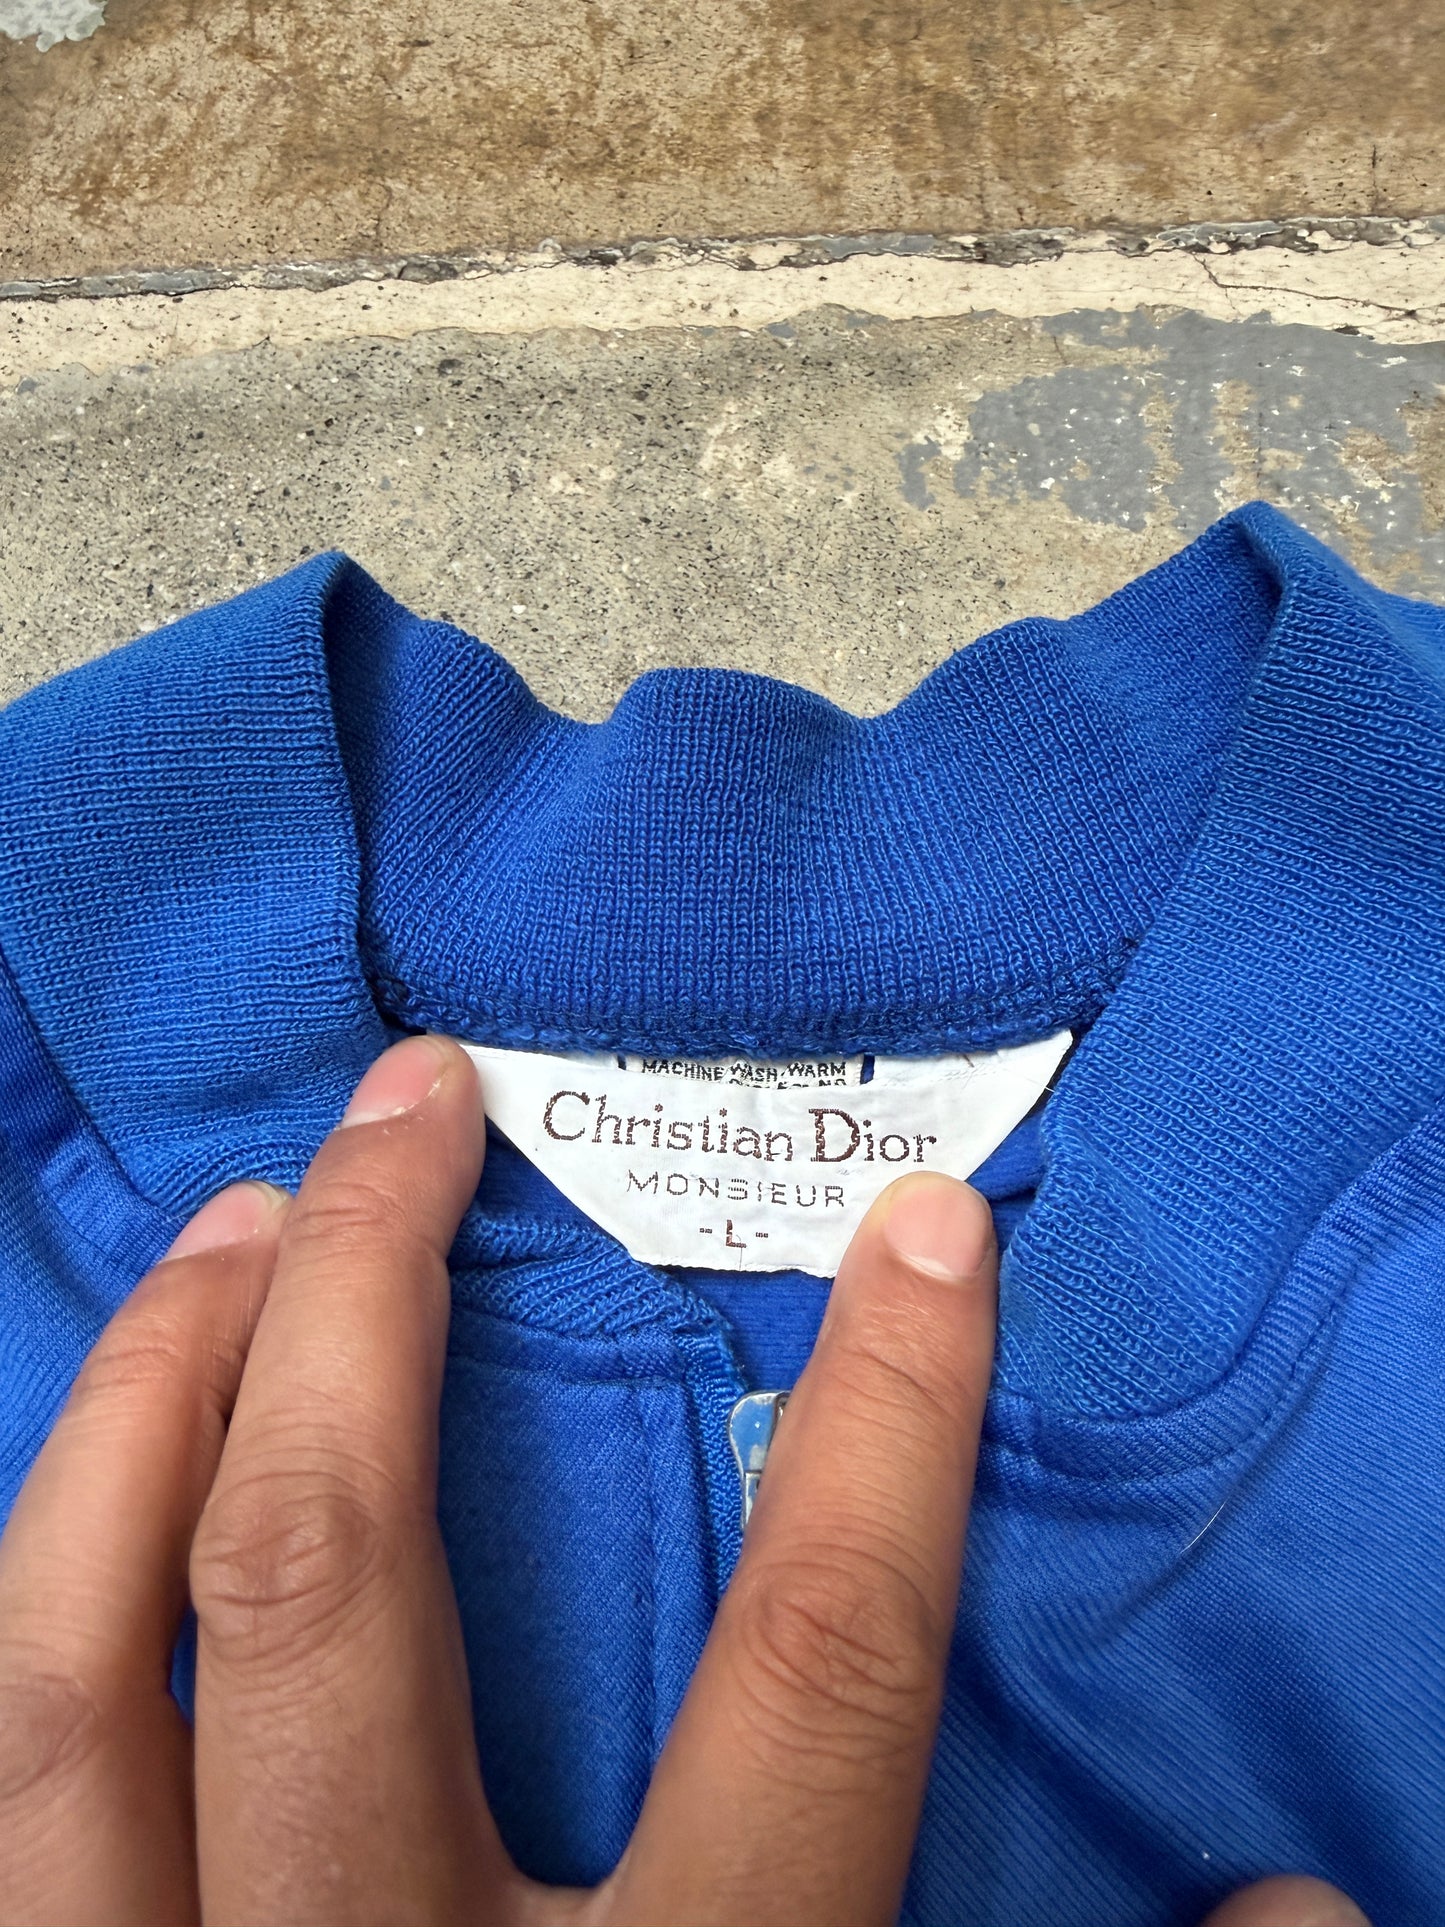 MACHINE WASH, WARM
Christian Dior
MONSIEUR
-L-